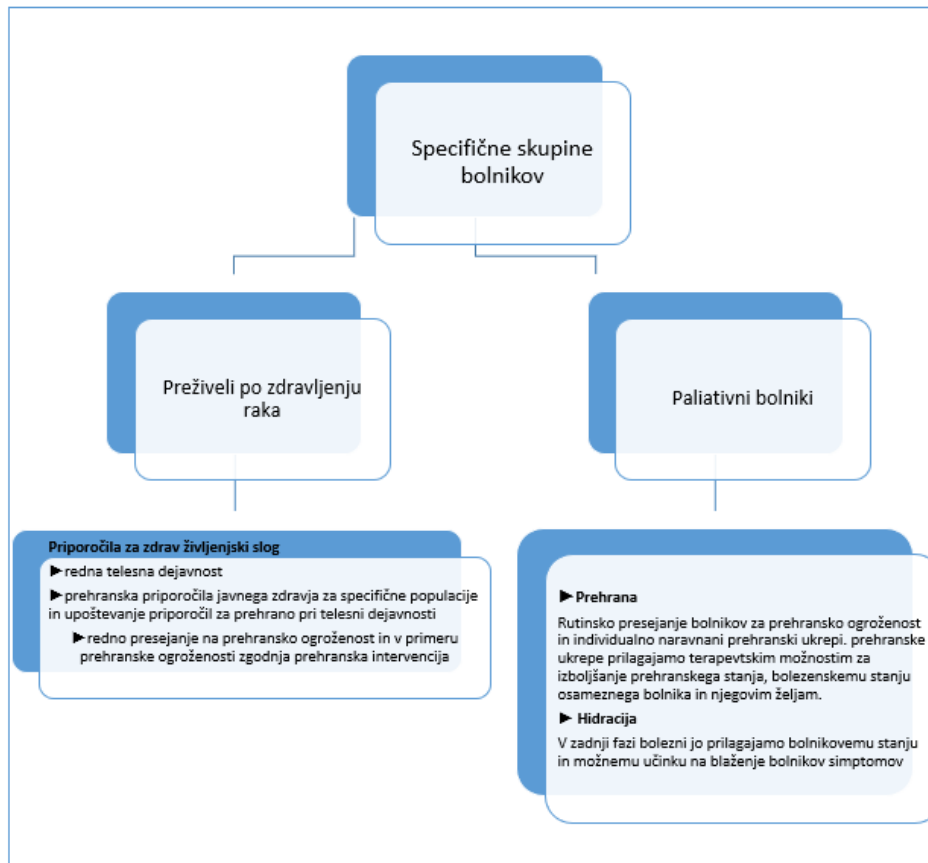 Specifične skupine
bolnikov
Preživeli po zdravljenju
raka
Paliativni bolniki
Priporočila za zdrav življenjski slog
►redna telesna dejavnost
►prehranska priporočila javnega zdravja za specifične populacije
in upoštevanje priporočil za prehrano pri telesni dejavnosti
►redno presejanje na prehransko ogroženost in v primeru
prehranske ogroženosti zgodnja prehranska intervencija
►Prehrana
Rutinsko presejanje bolnikov za prehransko ogroženost
in individualno naravnani prehranski ukrepi. prehranske
ukrepe prilagajamo terapevtskim možnostim za
izboljšanje prehranskega stanja, bolezenskemu stanju
osameznega bolnika in njegovim željam.
► Hidracija
V zadnji fazi bolezni jo prilagajamo bolnikovemu stanju
in možnemu učinku na blaženje bolnikov simptomov